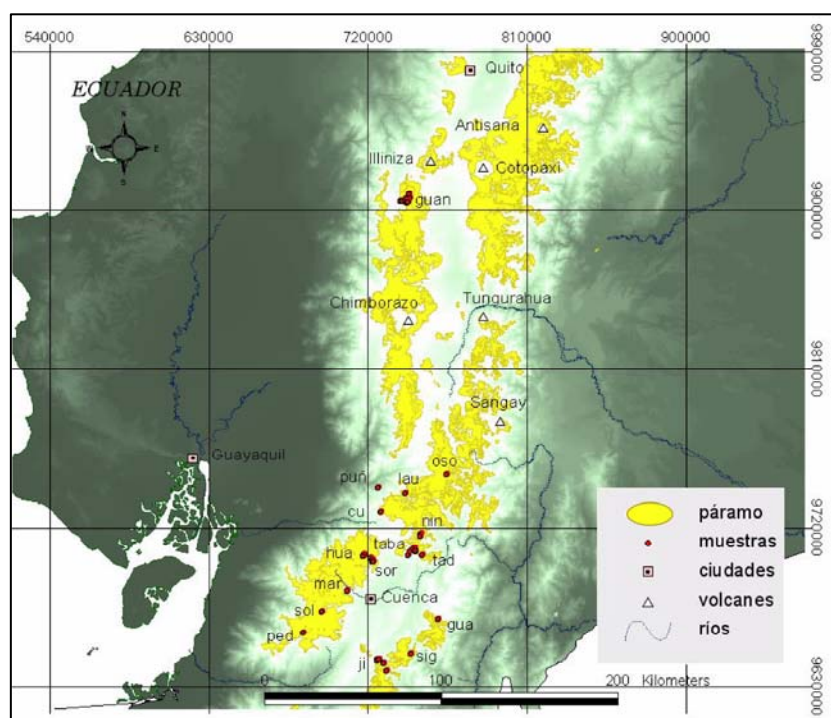 540000 630000 720000 810000 900000
ECUADOR
N
E
S
Quito
Antisana
Illiniza
Cotopaxi
guan
Chimborazo
Tungurahua
Sangay
Guayaquil
oso
puñ
lau
cu
nin
hua
taba
tad
sor
mar
Cuenca
sol
gua
ped
ji
sig
páramo
muestras
ciudades
volcanes
ríos
0 100 200 Kilometers
9990000
9900000
9810000
9720000
9630000